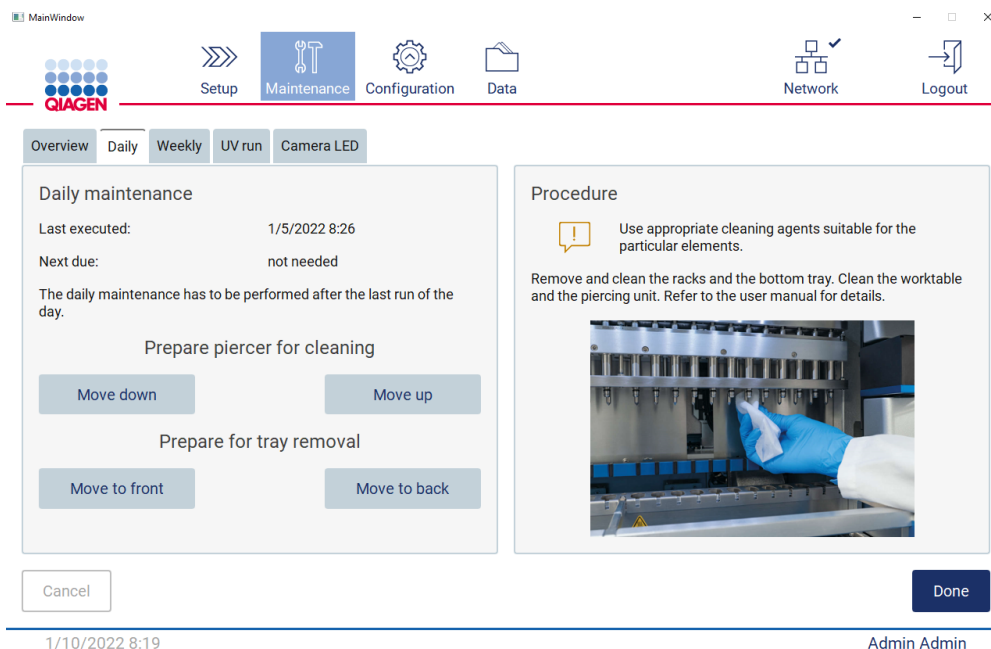 MainWindow
QIAGEN
Setup
Maintenance
Configuration
Data
Network
Logout
Overview
Daily
Weekly
UV run
Camera LED
Daily maintenance
Last executed: 1/5/2022 8:26
Next due: not needed
The daily maintenance has to be performed after the last run of the
day.
Prepare piercer for cleaning
Move down
Move up
Prepare for tray removal
Move to front
Move to back
Procedure
Use appropriate cleaning agents suitable for the
particular elements.
Remove and clean the racks and the bottom tray. Clean the worktable
and the piercing unit. Refer to the user manual for details.
Cancel
Done
1/10/2022 8:19
Admin Admin